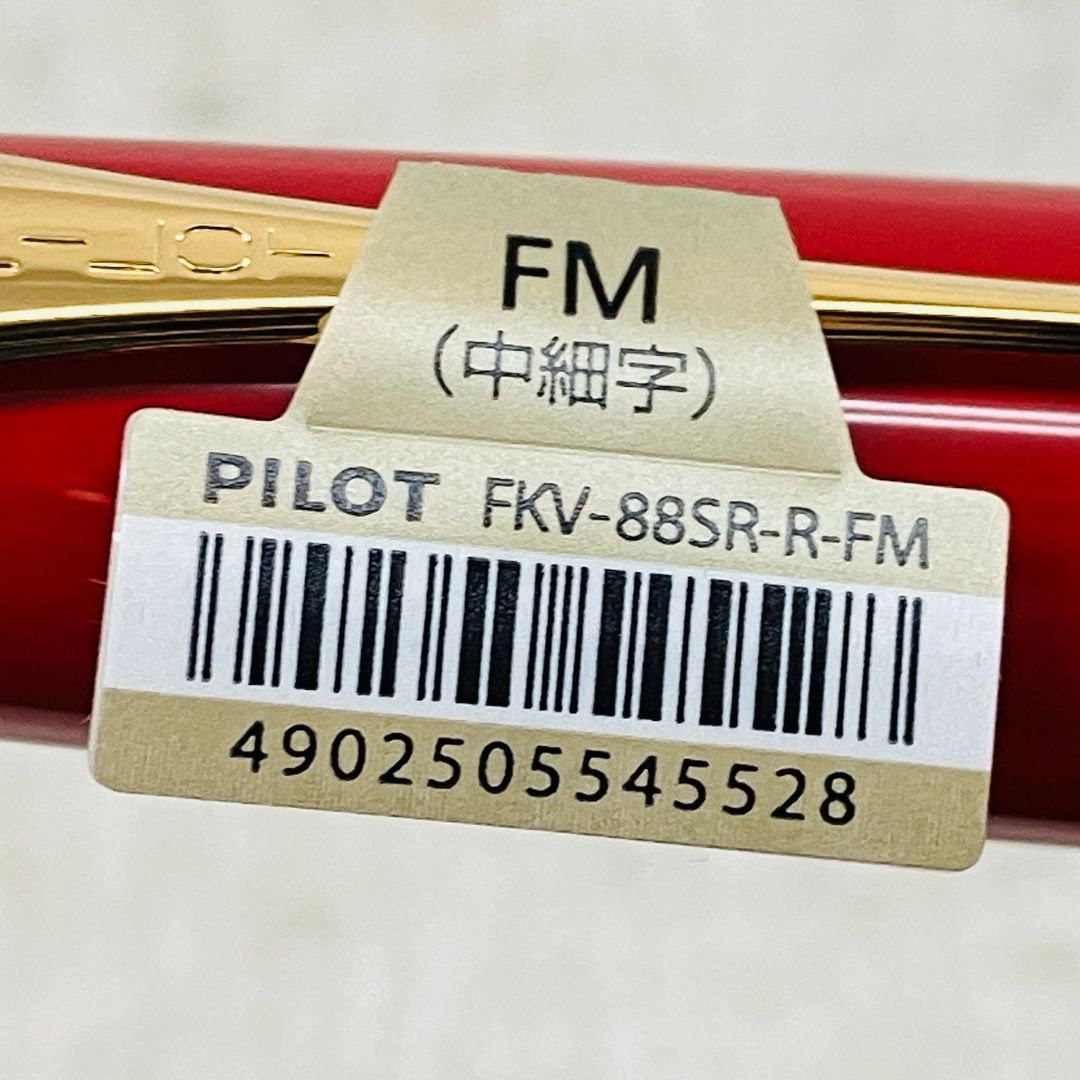 FM
(中細字)
PILOT FKV-88SR-R-FM
4902505545528